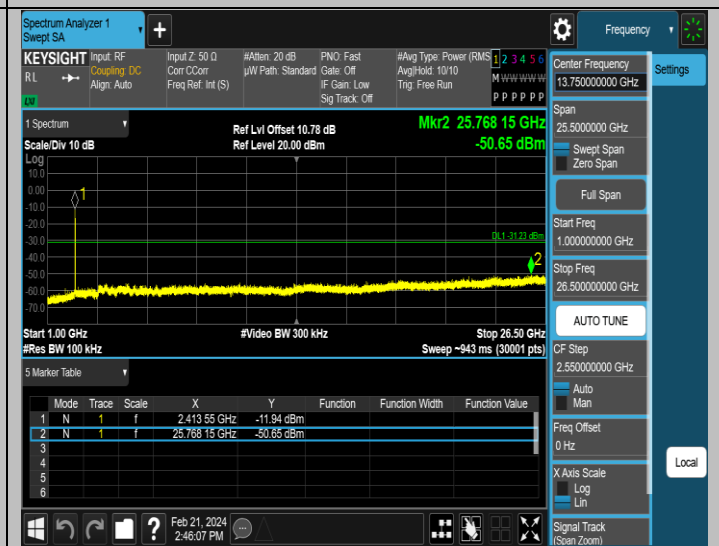 Spectrum Analyzer 1
Swept SA
+
Frequency
KEYSIGHT
R L
LXI
Input: RF
Coupling: DC
Align: Auto
Input Z: 50 Ω
Corr CCorr
Freq Ref: Int (S)
#Atten: 20 dB
µW Path: Standard
PNO: Fast
Gate: Off
IF Gain: Low
Sig Track: Off
#Avg Type: Power (RMS
Avg|Hold: 10/10
Trig: Free Run
1 2 3 4 5 6
M W W W W W
P P P P P P
1 Spectrum
Scale/Div 10 dB
Ref Lvl Offset 10.78 dB
Ref Level 20.00 dBm
Mkr2 25.768 15 GHz
-50.65 dBm
Log
10.0
0.00
-10.0
-20.0
-30.0
-40.0
-50.0
-60.0
-70.0
1
DL1 -31.23 dBm
2
Start 1.00 GHz
#Res BW 100 kHz
#Video BW 300 kHz
Stop 26.50 GHz
Sweep ~943 ms (30001 pts)
5 Marker Table
Mode Trace Scale X Y Function Function Width Function Value
1 N 1 f 2.413 55 GHz -11.94 dBm
2 N 1 f 25.768 15 GHz -50.65 dBm
3
4
5
6
Feb 21, 2024
2:46:07 PM
?
Center Frequency
13.750000000 GHz
Span
25.5000000 GHz
Swept Span
Zero Span
Full Span
Start Freq
1.000000000 GHz
Stop Freq
26.500000000 GHz
AUTO TUNE
CF Step
2.550000000 GHz
Auto
Man
Freq Offset
0 Hz
X Axis Scale
Log
Lin
Signal Track
(Span Zoom)
Settings
Local